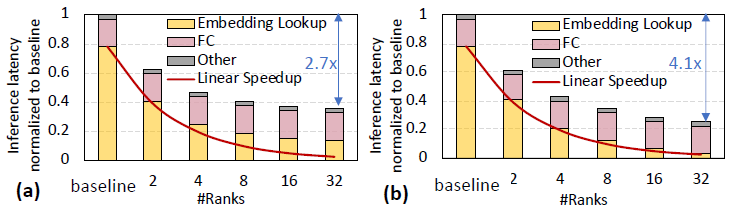 Inference latency
normalized to baseline
1
0.8
0.6
0.4
0.2
0
Embedding Lookup
FC
Other
Linear Speedup
2.7x
baseline
2
4
8
16
32
#Ranks
(a)
Inference latency
normalized to baseline
1
0.8
0.6
0.4
0.2
0
Embedding Lookup
FC
Other
Linear Speedup
4.1x
baseline
2
4
8
16
32
#Ranks
(b)